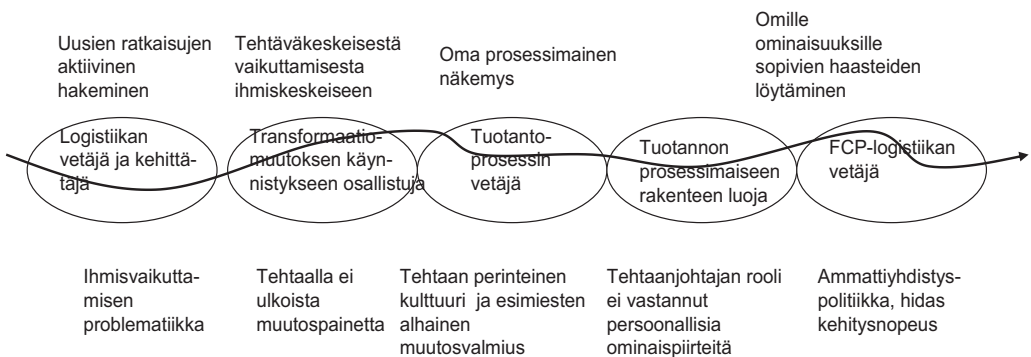 Uusien ratkaisujen
aktiivinen
hakeminen
Tehtäväkeskeisestä
vaikuttamisesta
ihmiskeskeiseen
Oma prosessimainen
näkemys
Omille
ominaisuuksille
sopivien haasteiden
löytäminen
Logistiikan
vetäjä ja kehittä-
täjä
Transformaatio-
muutoksen käyn-
nistykseen osallistuja
Tuotanto-
prosessin
vetäjä
Tuotannon
prosessimaiseen
rakenteen luoja
FCP-logistiikan
vetäjä
Ihmisvaikutta-
misen
problematiikka
Tehtaalla ei
ulkoista
muutospainetta
Tehtaan perinteinen
kulttuuri ja esimiesten
alhainen
muutosvalmius
Tehtaanjohtajan rooli
ei vastannut
persoonallisia
ominaispiirteitä
Ammattiyhdistys-
politiikka, hidas
kehitysnopeus